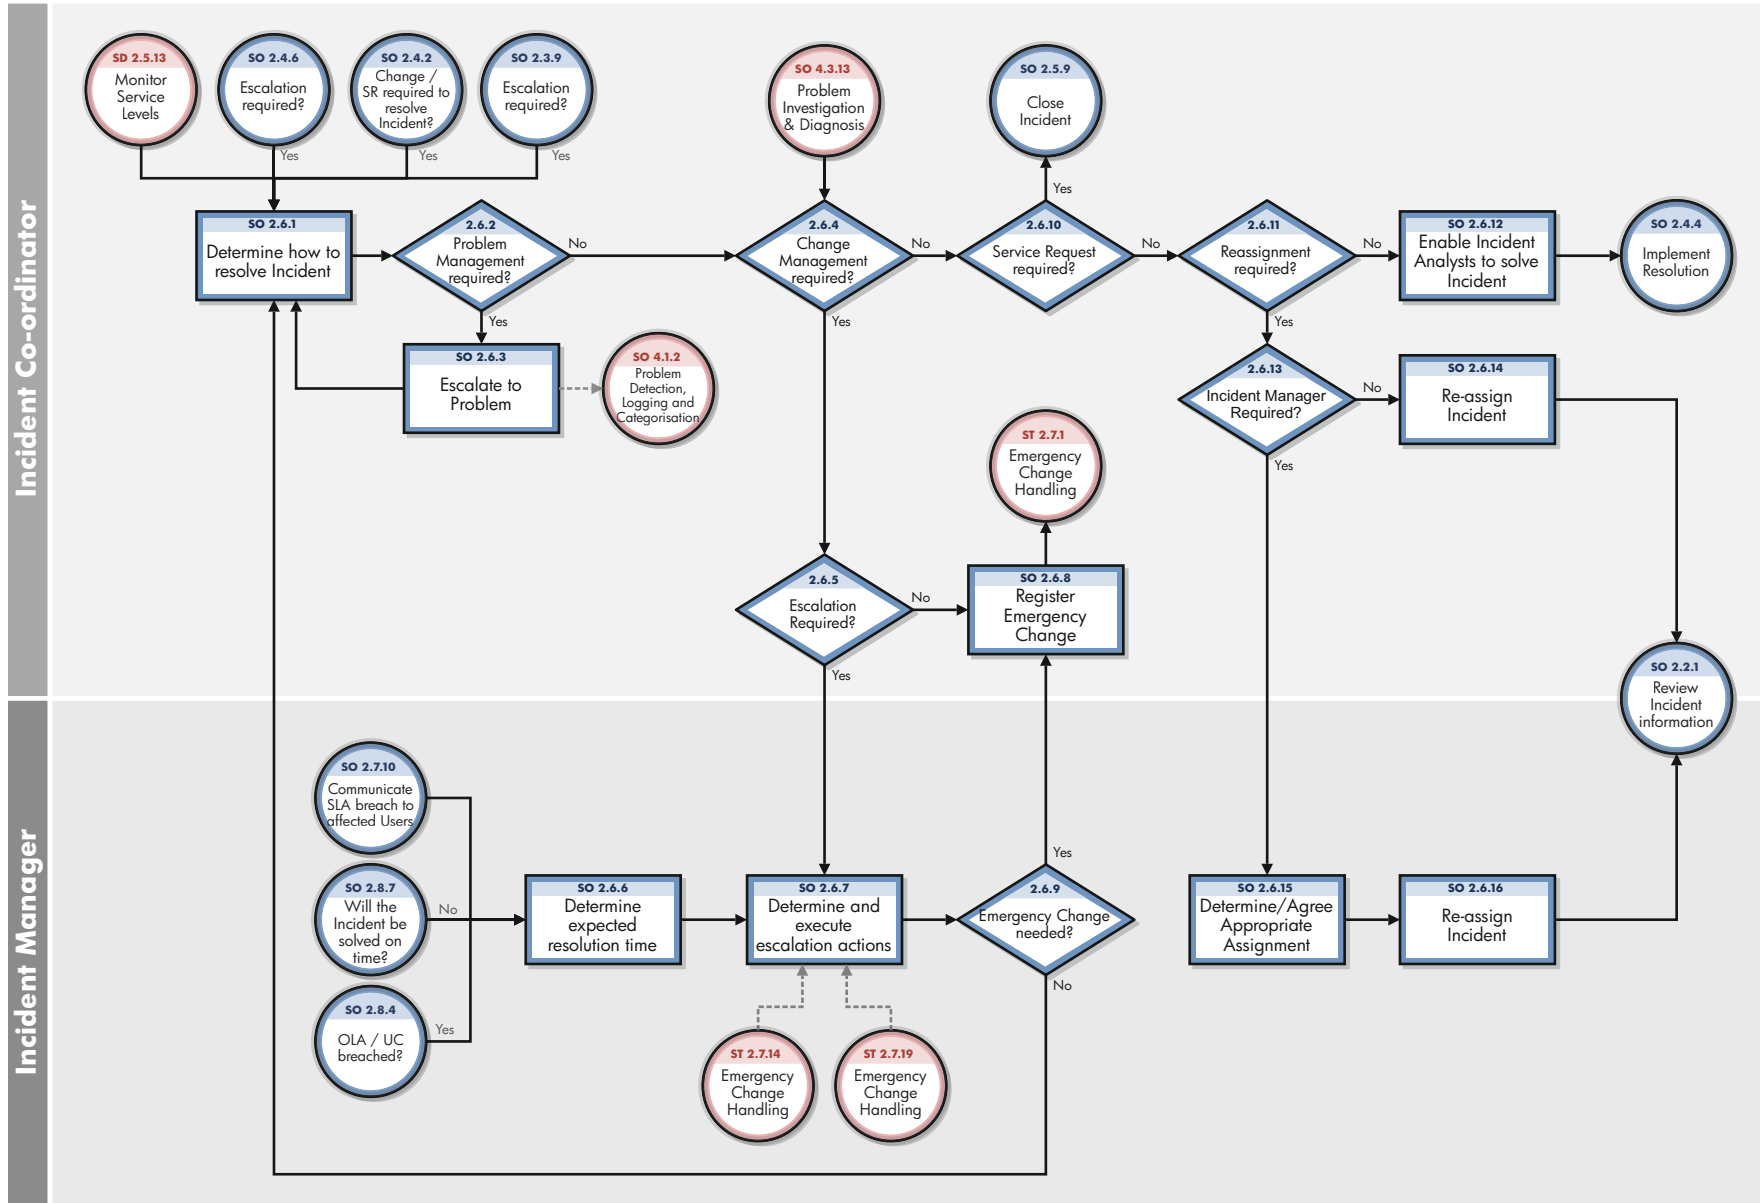 Incident Co-ordinator
SD 2.5.13
Monitor
Service
Levels
SO 2.4.6
Escalation
required?
Yes
SO 2.4.2
Change /
SR required to
resolve
Incident?
Yes
SO 2.3.9
Escalation
required?
Yes
SO 4.3.13
Problem
Investigation
& Diagnosis
SO 2.5.9
Close
Incident
Yes
SO 2.6.1
Determine how to
resolve Incident
2.6.2
Problem
Management
required?
No
Yes
2.6.4
Change
Management
required?
No
Yes
2.6.10
Service Request
required?
No
2.6.11
Reassignment
required?
No
Yes
SO 2.6.12
Enable Incident
Analysts to solve
Incident
SO 2.4.4
Implement
Resolution
SO 2.6.3
Escalate to
Problem
SO 4.1.2
Problem
Detection,
Logging and
Categorisation
2.6.13
Incident Manager
Required?
No
Yes
SO 2.6.14
Re-assign
Incident
ST 2.7.1
Emergency
Change
Handling
2.6.5
Escalation
Required?
No
Yes
SO 2.6.8
Register
Emergency
Change
SO 2.2.1
Review
Incident
information
Incident Manager
SO 2.7.10
Communicate
SLA breach to
affected Users
SO 2.8.7
Will the
Incident be
solved on
time?
No
SO 2.8.4
OLA / UC
breached?
Yes
SO 2.6.6
Determine
expected
resolution time
SO 2.6.7
Determine and
execute
escalation actions
Yes
2.6.9
Emergency Change
needed?
No
SO 2.6.15
Determine/Agree
Appropriate
Assignment
SO 2.6.16
Re-assign
Incident
ST 2.7.14
Emergency
Change
Handling
ST 2.7.19
Emergency
Change
Handling